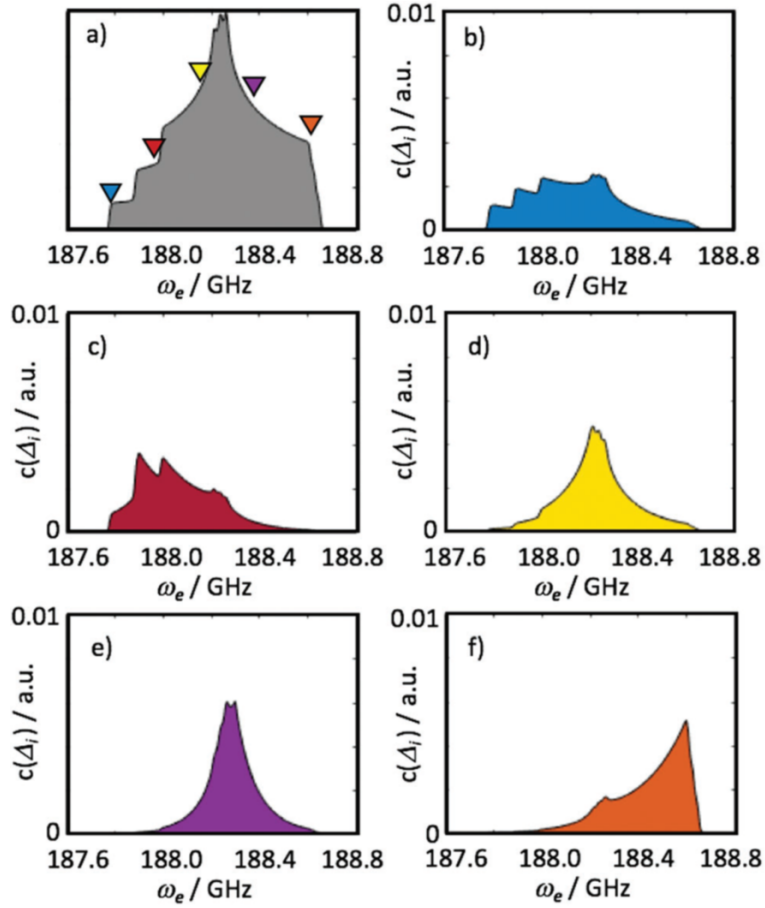 a)
187.6 188.0 188.4 188.8
ωe / GHz
0.01
b)
c(Δi) / a.u.
0
187.6 188.0 188.4 188.8
ωe / GHz
0.01
c)
c(Δi) / a.u.
0
187.6 188.0 188.4 188.8
ωe / GHz
0.01
d)
c(Δi) / a.u.
0
187.6 188.0 188.4 188.8
ωe / GHz
0.01
e)
c(Δi) / a.u.
0
187.6 188.0 188.4 188.8
ωe / GHz
0.01
f)
c(Δi) / a.u.
0
187.6 188.0 188.4 188.8
ωe / GHz